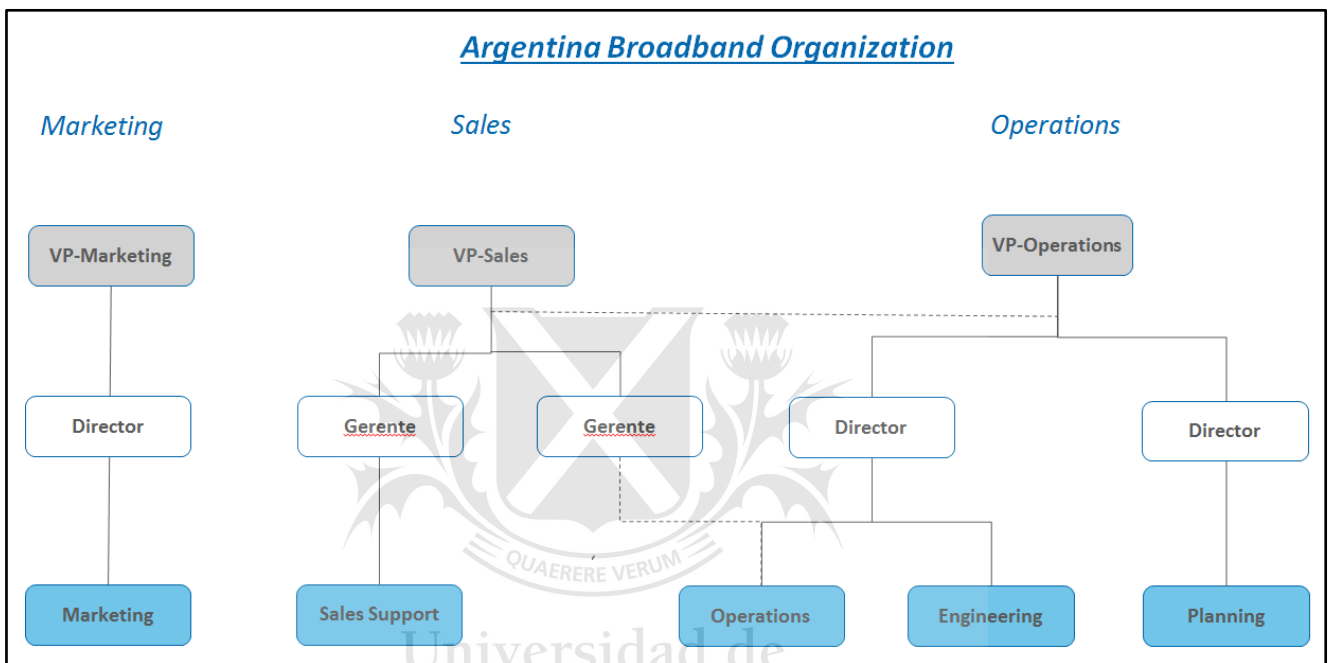 Argentina Broadband Organization
Marketing Sales Operations
VP-Marketing VP-Sales VP-Operations
Director Gerente Gerente Director Director
QUAERERE VERUM
Marketing Sales Support Operations Engineering Planning
Universidad de